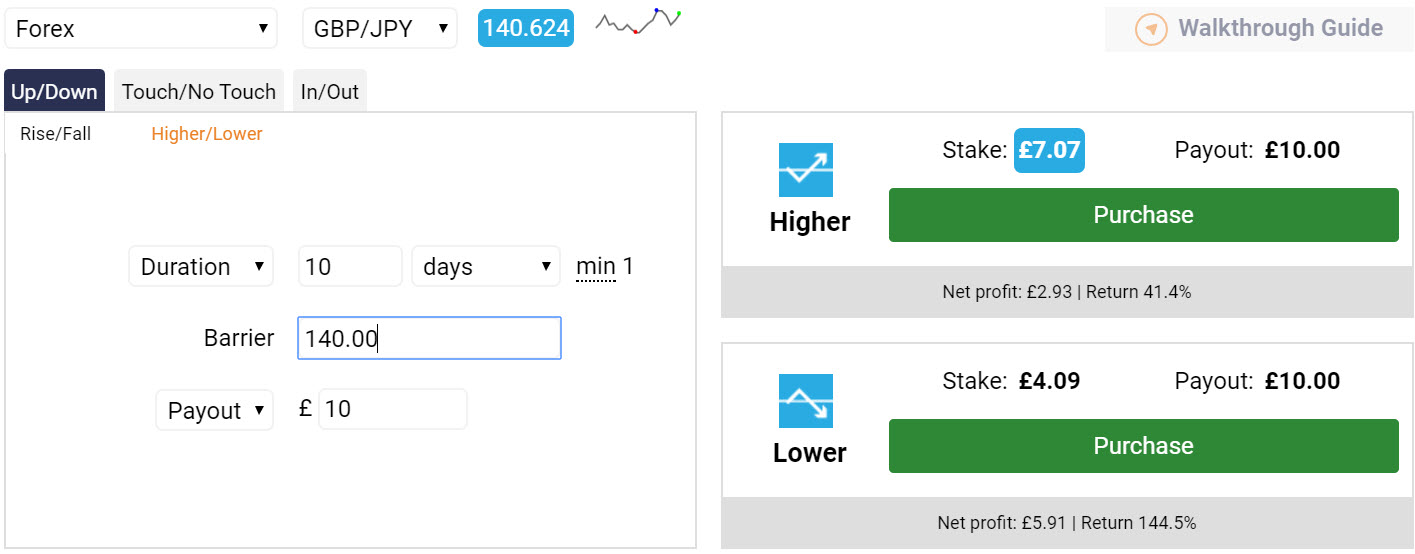 Forex GBP/JPY 140.624 Walkthrough Guide
Up/Down Touch/No Touch In/Out
Rise/Fall Higher/Lower
Duration 10 days min 1
Barrier 140.00
Payout £ 10
Stake: £7.07 Payout: £10.00
Higher Purchase
Net profit: £2.93 | Return 41.4%
Stake: £4.09 Payout: £10.00
Lower Purchase
Net profit: £5.91 | Return 144.5%